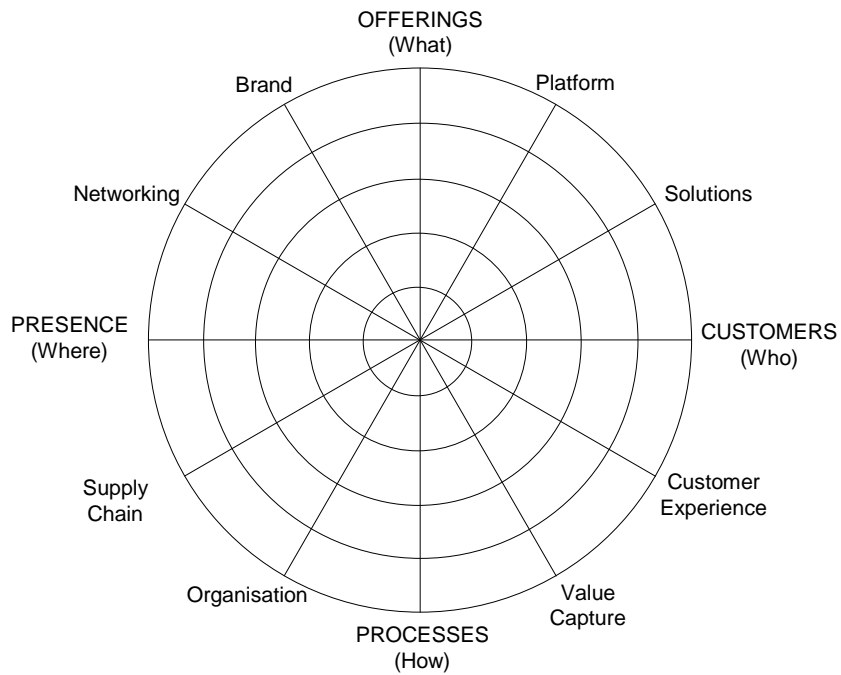 OFFERINGS
(What)
Brand
Platform
Networking
Solutions
PRESENCE
(Where)
CUSTOMERS
(Who)
Supply
Chain
Customer
Experience
Organisation
Value
Capture
PROCESSES
(How)